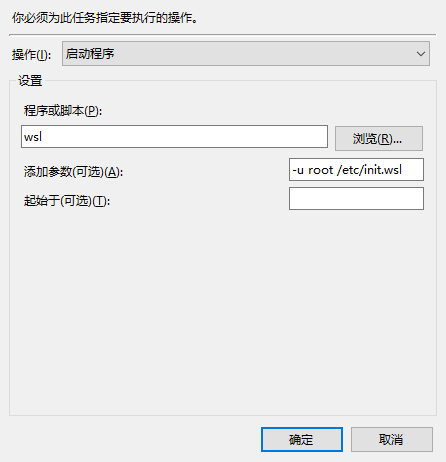 你必须为此任务指定要执行的操作。
操作(I): 启动程序
设置
程序或脚本(P):
wsl 浏览(R)...
添加参数(可选)(A): -u root /etc/init.wsl
起始于(可选)(T):
确定 取消